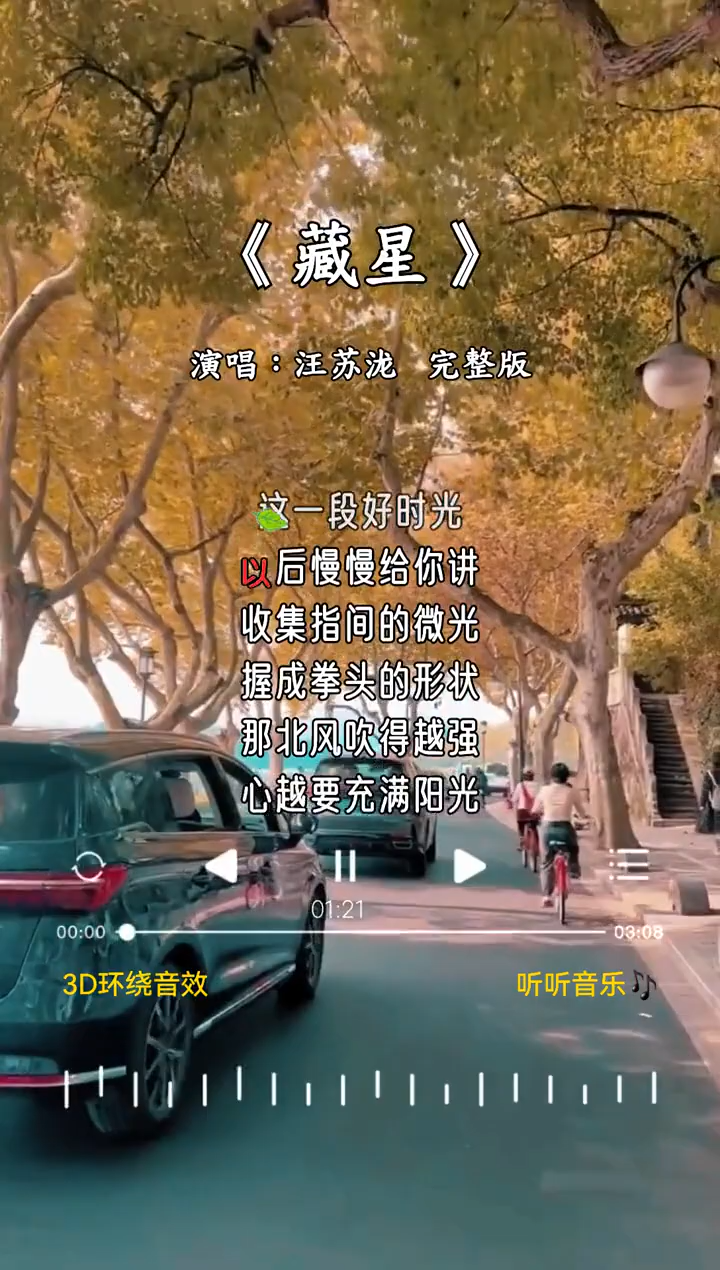 《藏星》
演唱：汪苏泷 完整版
这一段好时光
以后慢慢给你讲
收集指间的微光
握成拳头的形状
那北风吹得越强
心越要充满阳光
01:21
00:00 03:08
3D环绕音效 听听音乐